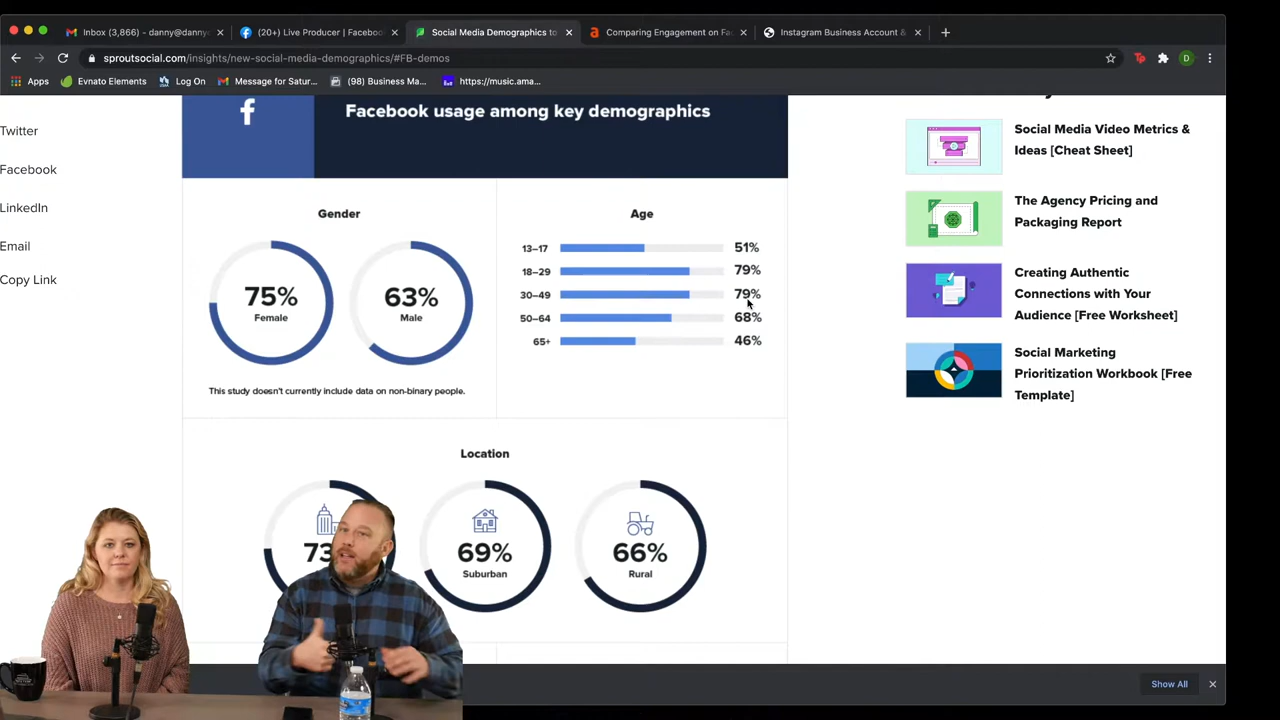 Inbox (3,866) - danny@danny
(20+) Live Producer | Faceboo
Social Media Demographics to
Comparing Engagement on Fa
Instagram Business Account &
sproutsocial.com/insights/new-social-media-demographics/#FB-demos
D
Apps
Evnato Elements
Log On
Message for Satur...
(98) Business Ma...
https://music.ama...
Twitter
Facebook
LinkedIn
Email
Copy Link
Facebook usage among key demographics
Gender
75%
Female
63%
Male
This study doesn't currently include data on non-binary people.
Age
13–17 51%
18–29 79%
30–49 79%
50–64 68%
65+ 46%
Location
73
69%
Suburban
66%
Rural
Social Media Video Metrics &
Ideas [Cheat Sheet]
The Agency Pricing and
Packaging Report
Creating Authentic
Connections with Your
Audience [Free Worksheet]
Social Marketing
Prioritization Workbook [Free
Template]
Show All